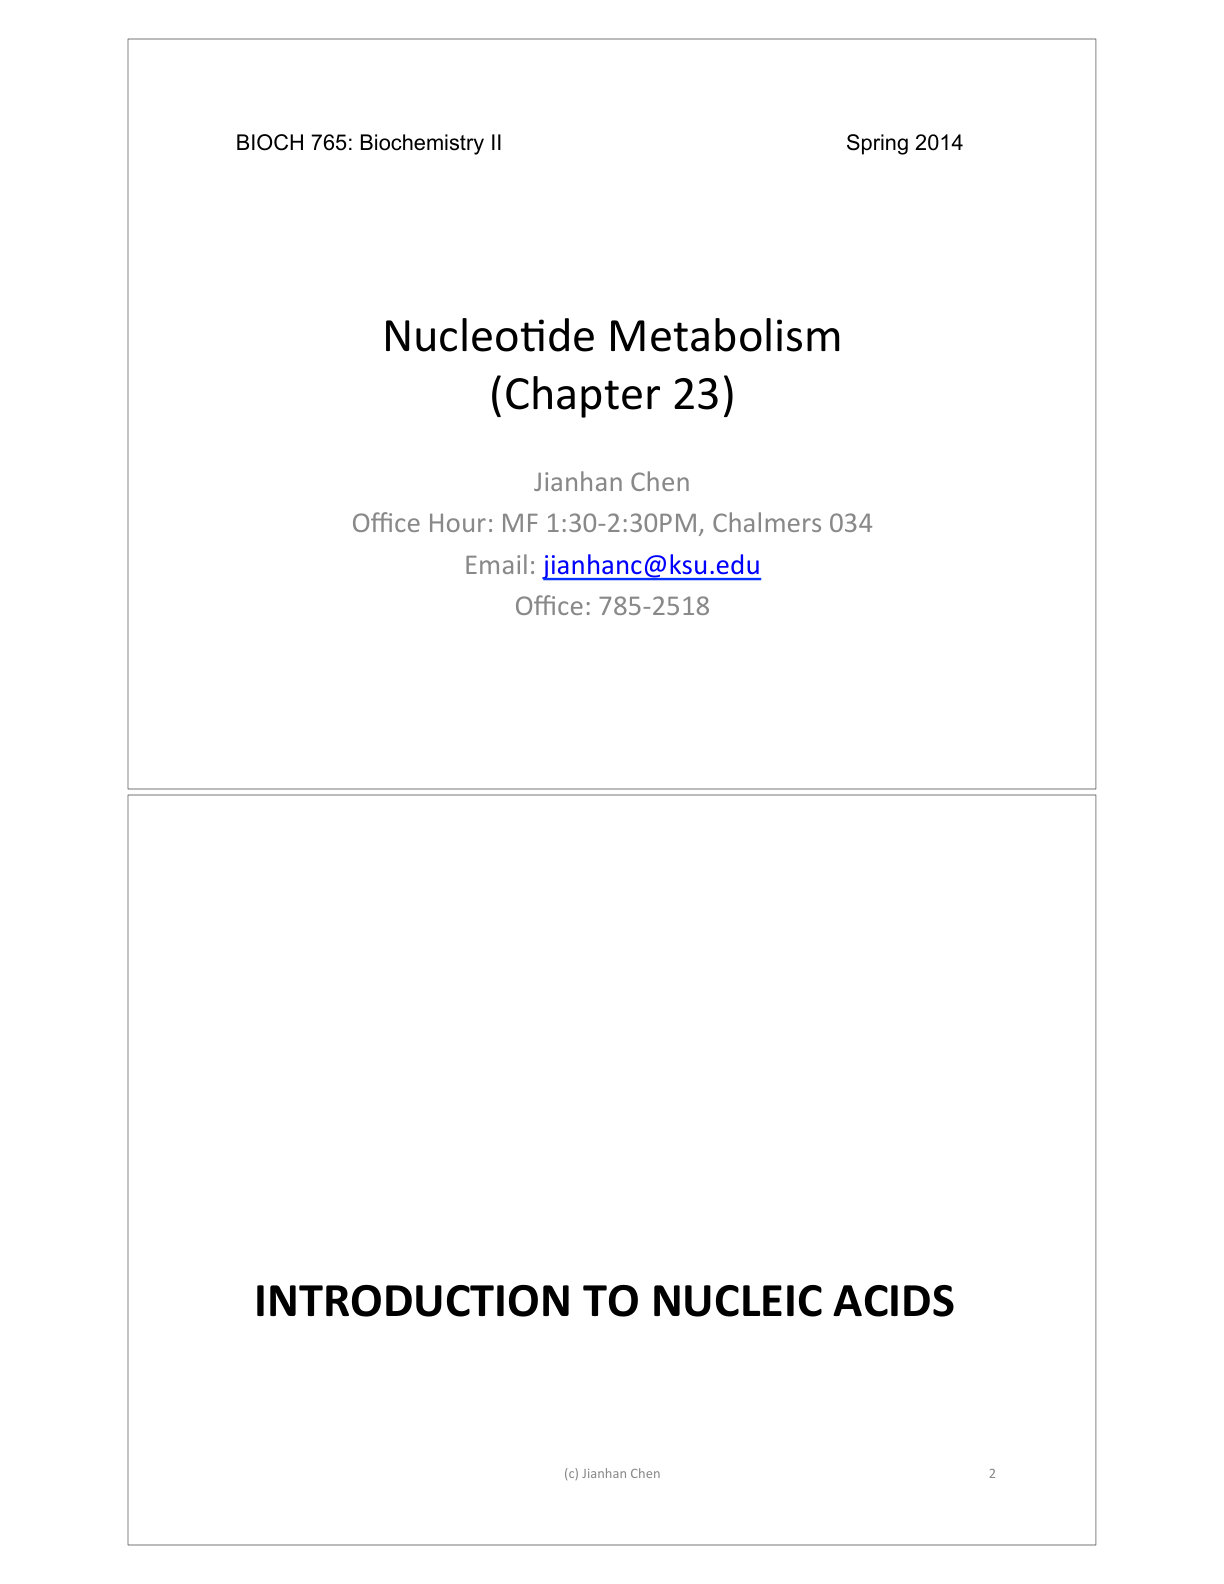 BIOCH 765: Biochemistry II Spring 2014
Nucleotide Metabolism
(Chapter 23)
Jianhan Chen
Office Hour: MF 1:30-2:30PM, Chalmers 034
Email: jianhanc@ksu.edu
Office: 785-2518
INTRODUCTION TO NUCLEIC ACIDS
(c) Jianhan Chen 2